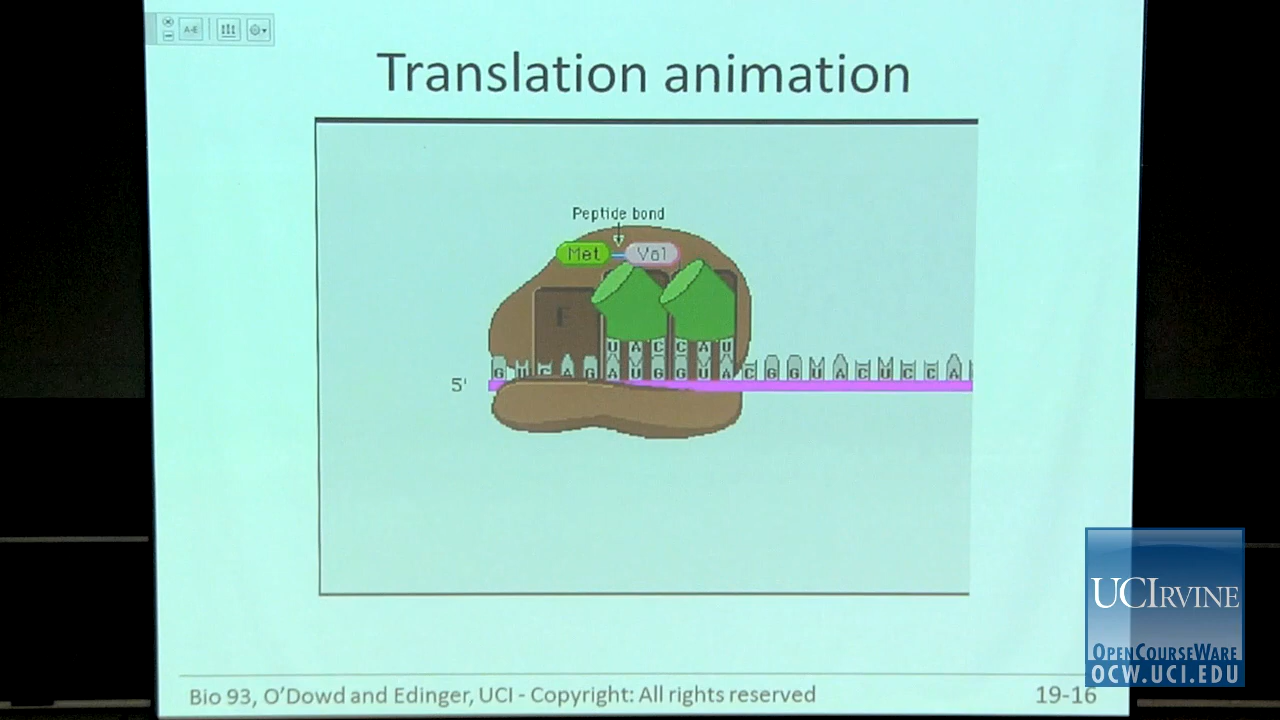 A-E
Translation animation
Peptide bond
Met Val
E
U A C C A U
G U C A G A U G G U A C G G U A C U C C A
5'
UCIRVINE
OPENCOURSEWARE
OCW.UCI.EDU
Bio 93, O'Dowd and Edinger, UCI - Copyright: All rights reserved
19-16